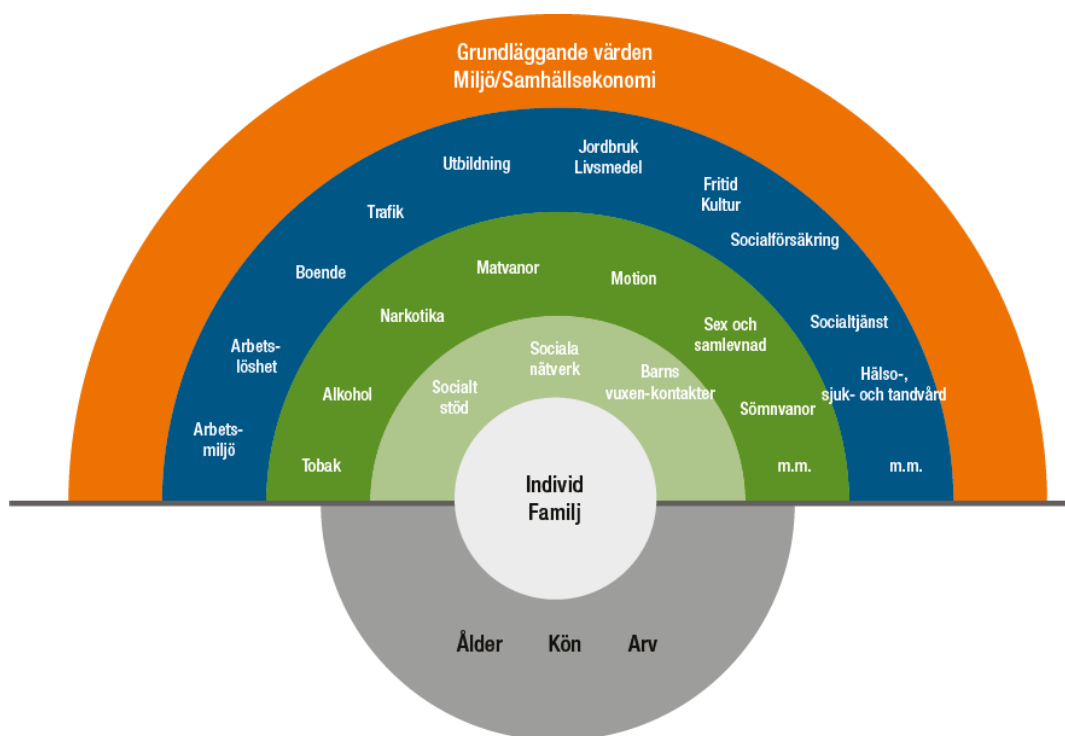 Grundläggande värden
Miljö/Samhällsekonomi
Arbets-
miljö
Arbets-
löshet
Boende
Trafik
Utbildning
Jordbruk
Livsmedel
Fritid
Kultur
Socialförsäkring
Socialtjänst
Hälso-,
sjuk- och tandvård
m.m.
Tobak
Alkohol
Narkotika
Matvanor
Motion
Sex och
samlevnad
Sömnvanor
m.m.
Socialt
stöd
Sociala
nätverk
Barns
vuxen-kontakter
Individ
Familj
Ålder Kön Arv